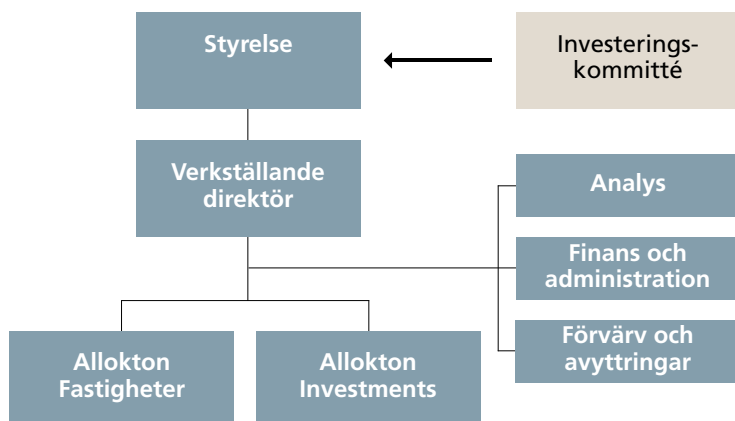 Styrelse
Investerings-
kommitté
Verkställande
direktör
Analys
Finans och
administration
Förvärv och
avyttringar
Allokton
Fastigheter
Allokton
Investments